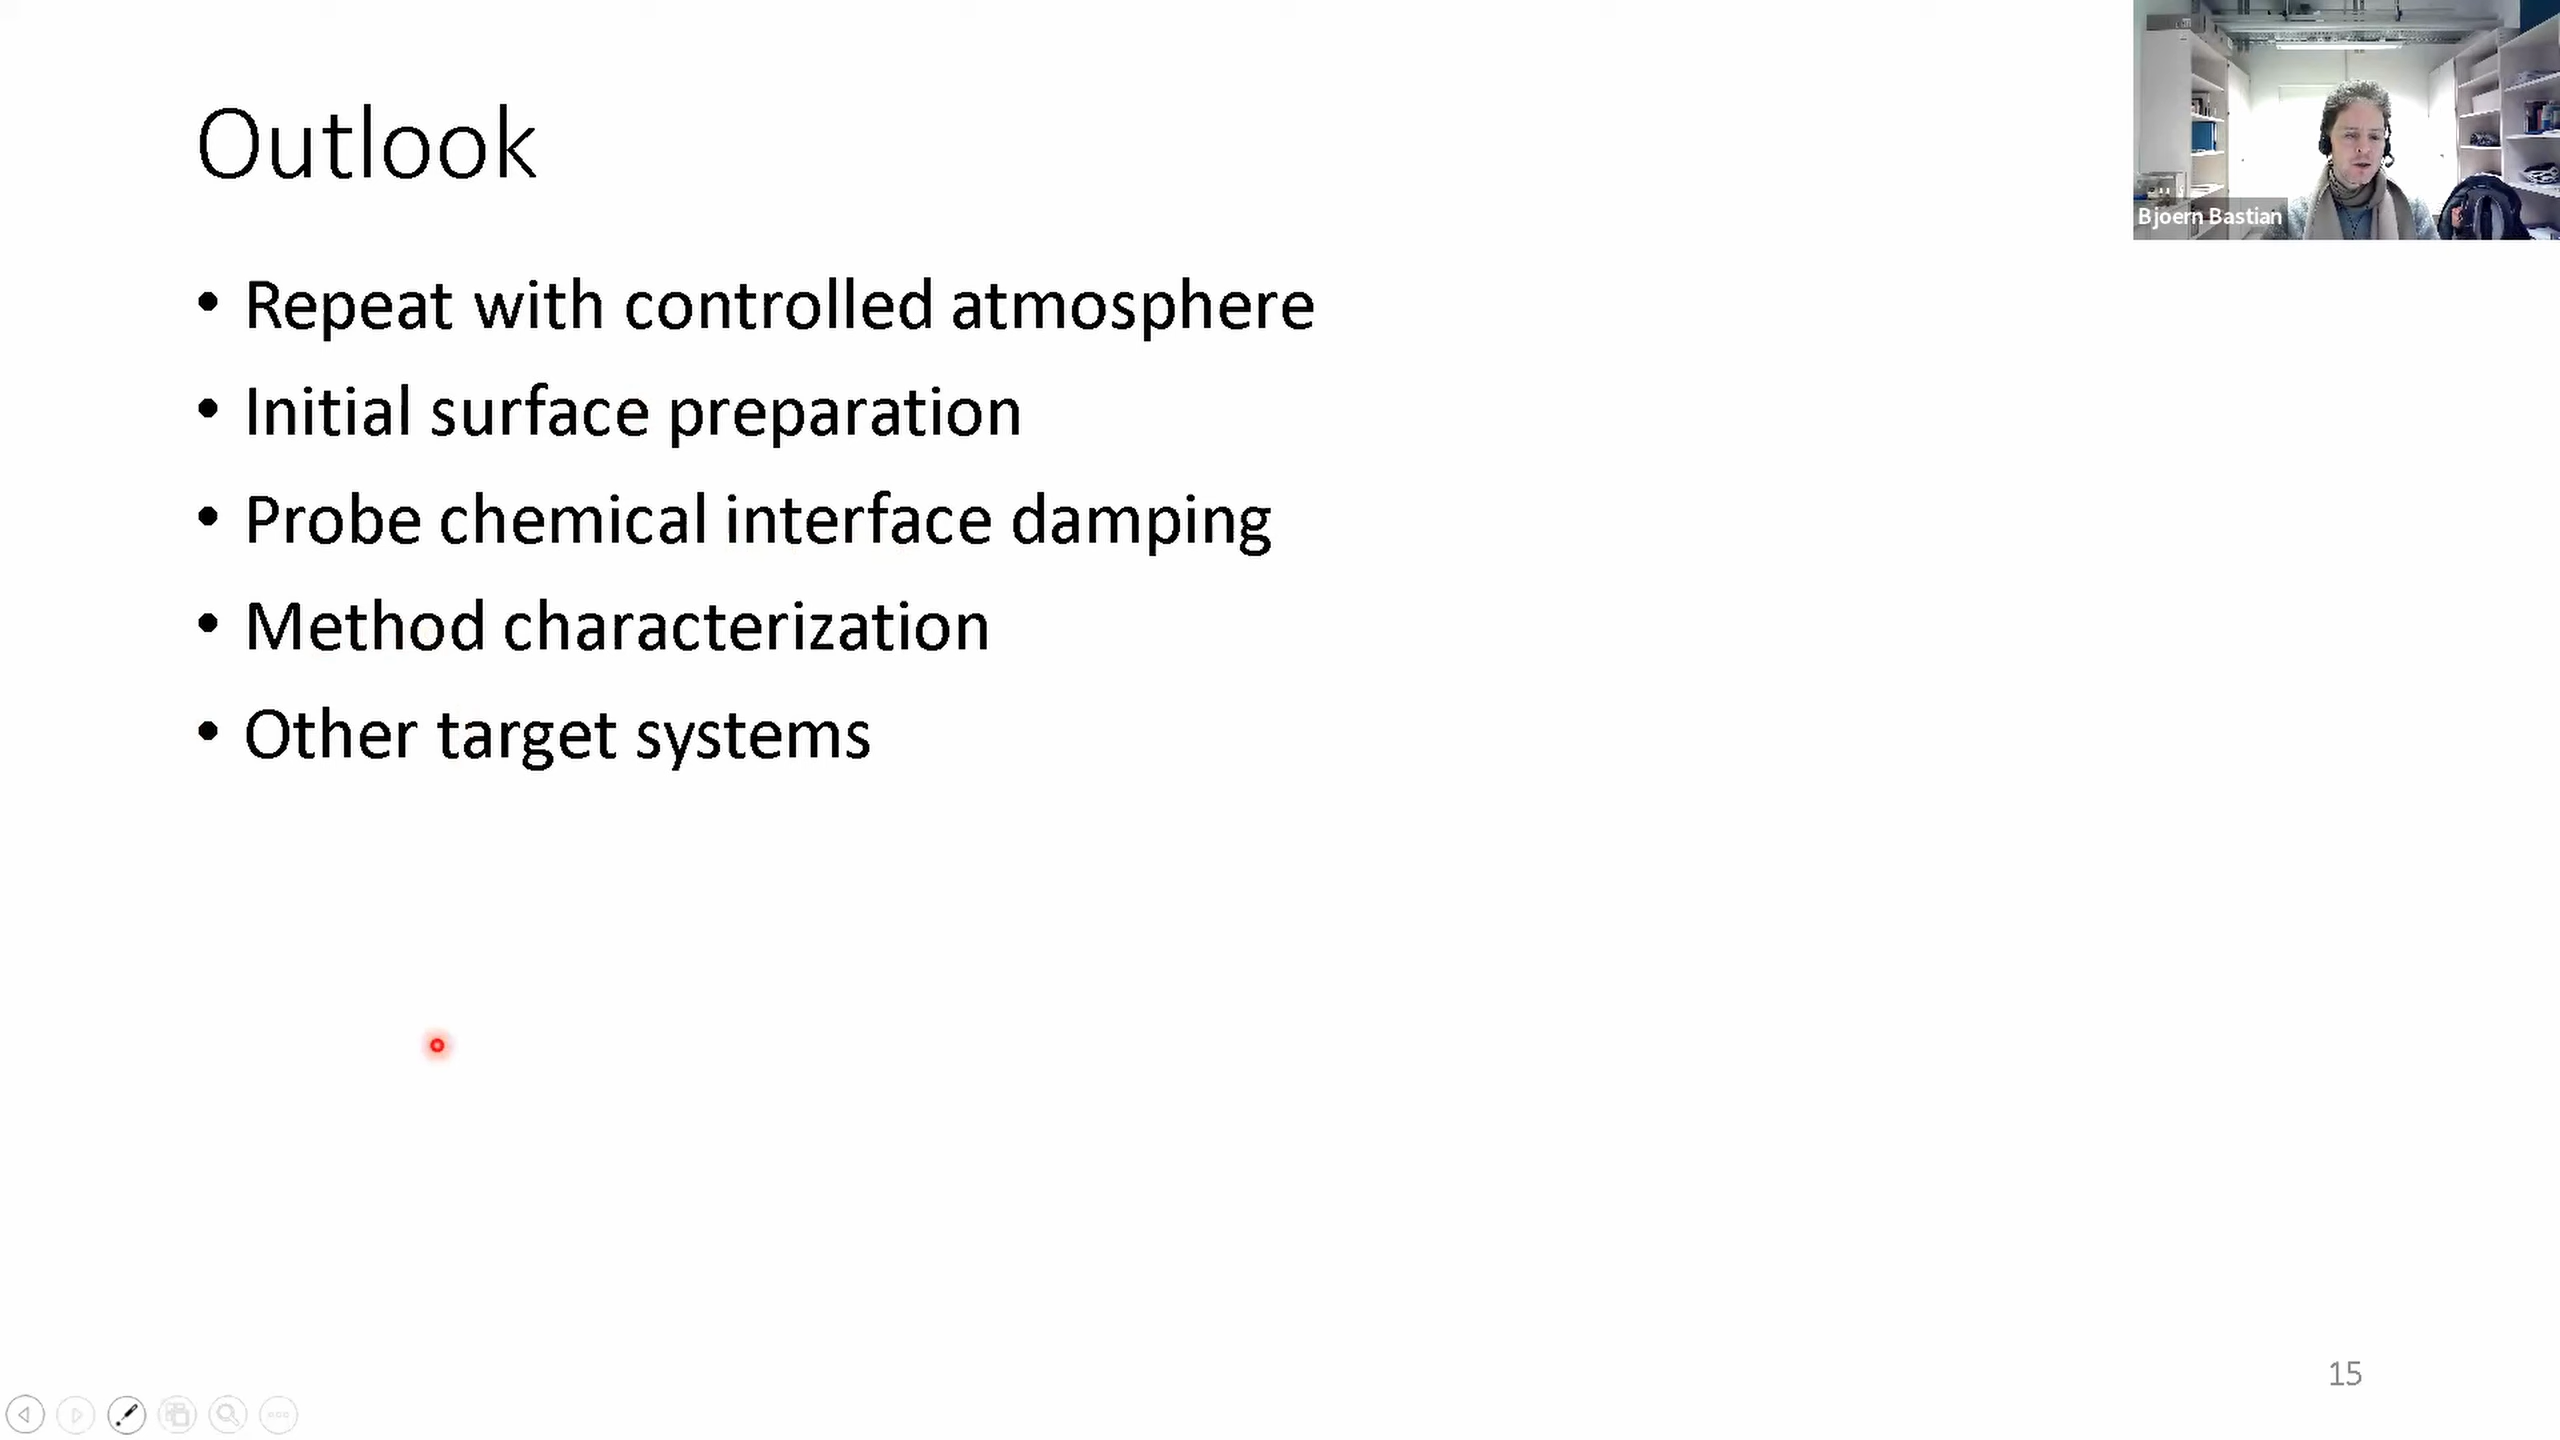 Outlook
• Repeat with controlled atmosphere
• Initial surface preparation
• Probe chemical interface damping
• Method characterization
• Other target systems
Bjoern Bastian
15